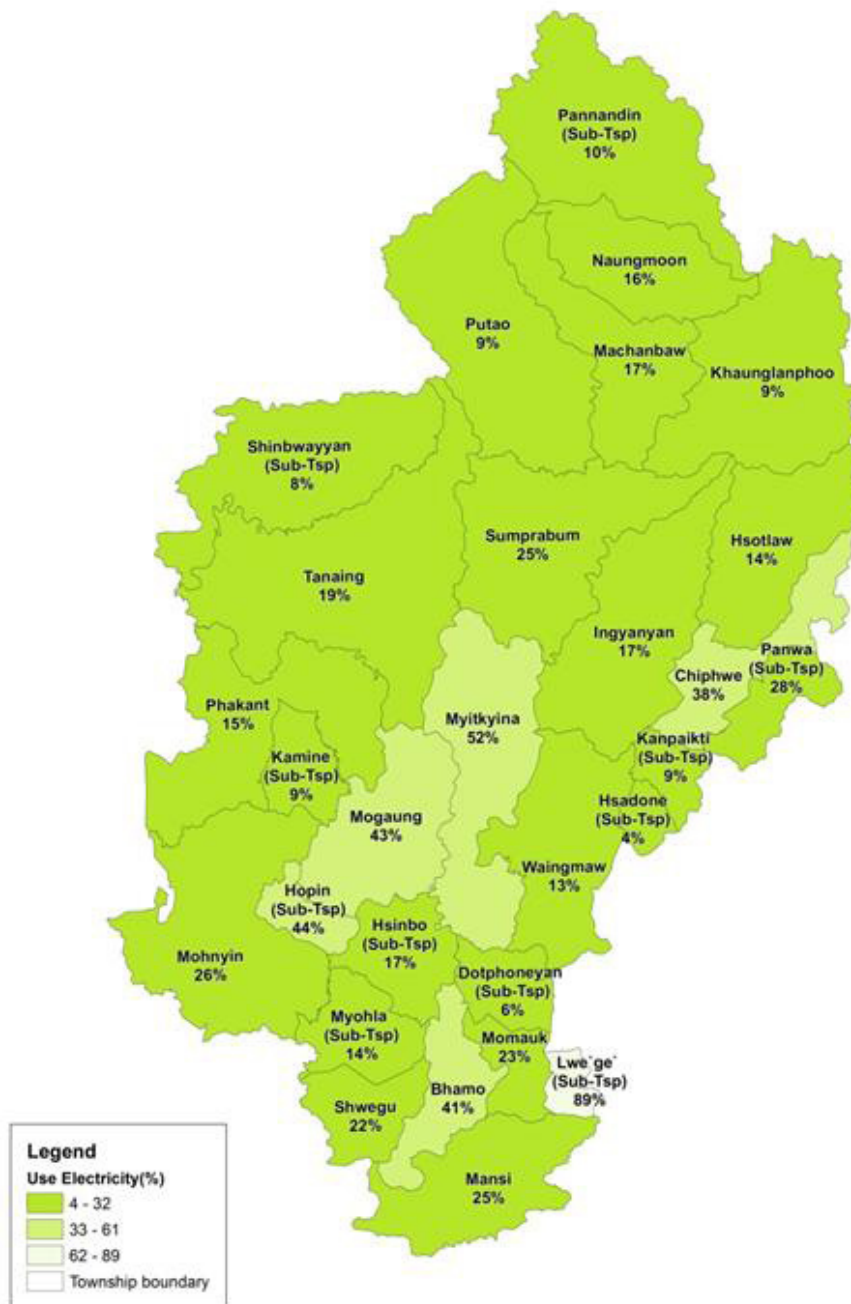 Pannandin
(Sub-Tsp)
10%
Naungmoon
16%
Putao
9%
Machanbaw
17%
Khaunglanphoo
9%
Shinbwayyan
(Sub-Tsp)
8%
Sumprabum
25%
Hsotlaw
14%
Tanaing
19%
Ingyanyan
17%
Panwa
(Sub-Tsp)
28%
Chiphwe
38%
Phakant
15%
Myitkyina
52%
Kanpaikti
(Sub-Tsp)
9%
Kamine
(Sub-Tsp)
9%
Hsadone
(Sub-Tsp)
4%
Mogaung
43%
Waingmaw
13%
Hopin
(Sub-Tsp)
44%
Hsinbo
(Sub-Tsp)
17%
Mohnyin
26%
Dotphoneyan
(Sub-Tsp)
6%
Myohla
(Sub-Tsp)
14%
Momauk
23%
Lwe`ge`
(Sub-Tsp)
89%
Bhamo
41%
Shwegu
22%
Mansi
25%
Legend
Use Electricity(%)
4 - 32
33 - 61
62 - 89
Township boundary